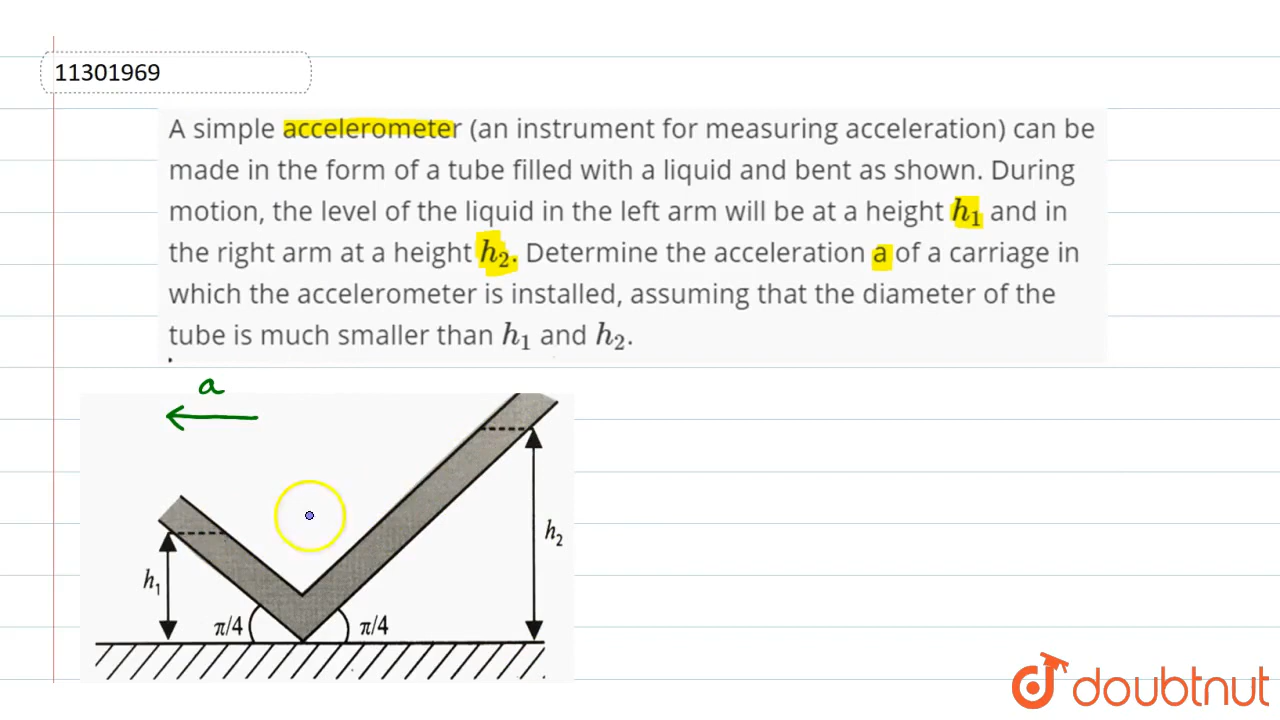 11301969
A simple accelerometer (an instrument for measuring acceleration) can be
made in the form of a tube filled with a liquid and bent as shown. During
motion, the level of the liquid in the left arm will be at a height h₁ and in
the right arm at a height h₂. Determine the acceleration a of a carriage in
which the accelerometer is installed, assuming that the diameter of the
tube is much smaller than h₁ and h₂.
a
h₂
h₁
π/4
π/4
doubtnut